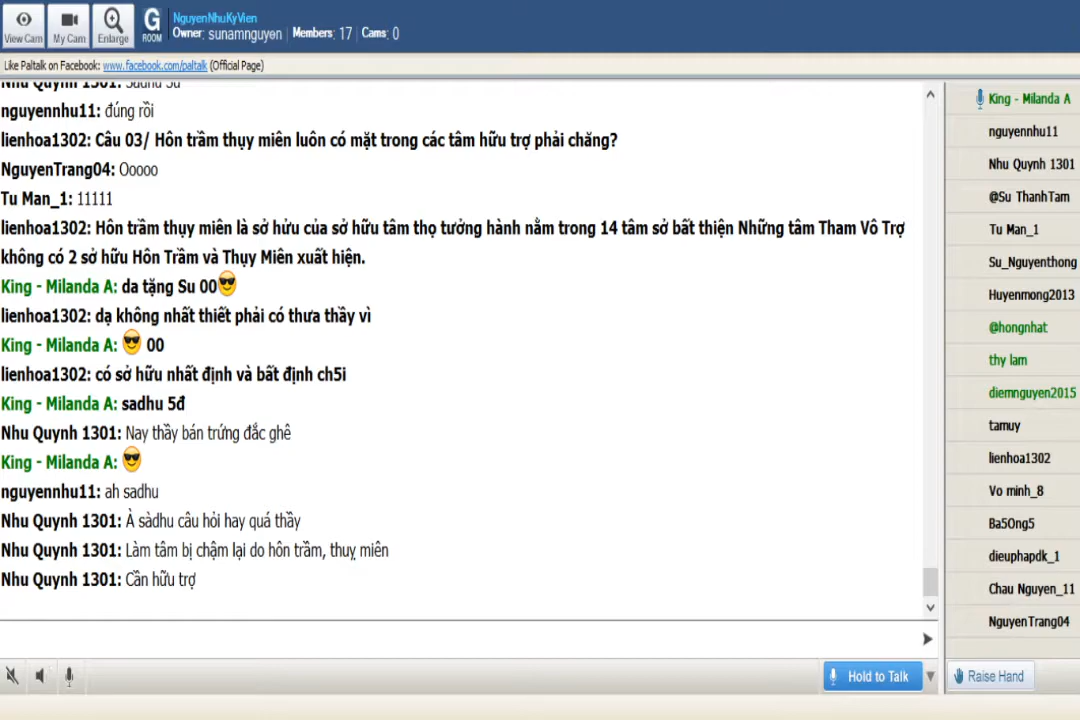 NguyenNhuKyVien
View Cam My Cam Enlarge G ROOM Owner: sunamnguyen Members: 17 Cams: 0
Like Paltalk on Facebook: www.facebook.com/paltalk (Official Page)
Nhu Quynh 1301: Sadhu Su
nguyennhu11: đúng rồi
lienhoa1302: Câu 03/ Hôn trầm thụy miên luôn có mặt trong các tâm hữu trợ phải chăng?
NguyenTrang04: Ooooo
Tu Man_1: 11111
lienhoa1302: Hôn trầm thụy miên là sở hửu của sở hữu tâm thọ tưởng hành nằm trong 14 tâm sở bất thiện Những tâm Tham Vô Trợ
không có 2 sở hữu Hôn Trầm và Thụy Miên xuất hiện.
King - Milanda A: da tặng Su 00
lienhoa1302: dạ không nhất thiết phải có thưa thầy vì
King - Milanda A: 00
lienhoa1302: có sở hữu nhất định và bất định ch5i
King - Milanda A: sadhu 5đ
Nhu Quynh 1301: Nay thầy bán trứng đắc ghê
King - Milanda A:
nguyennhu11: ah sadhu
Nhu Quynh 1301: À sàdhu câu hỏi hay quá thầy
Nhu Quynh 1301: Làm tâm bị chậm lại do hôn trầm, thuỵ miên
Nhu Quynh 1301: Cần hữu trợ
King - Milanda A
nguyennhu11
Nhu Quynh 1301
@Su ThanhTam
Tu Man_1
Su_Nguyenthong
Huyenmong2013
@hongnhat
thy lam
diemnguyen2015
tamuy
lienhoa1302
Vo minh_8
Ba5Ong5
dieuphapdk_1
Chau Nguyen_11
NguyenTrang04
Hold to Talk
Raise Hand